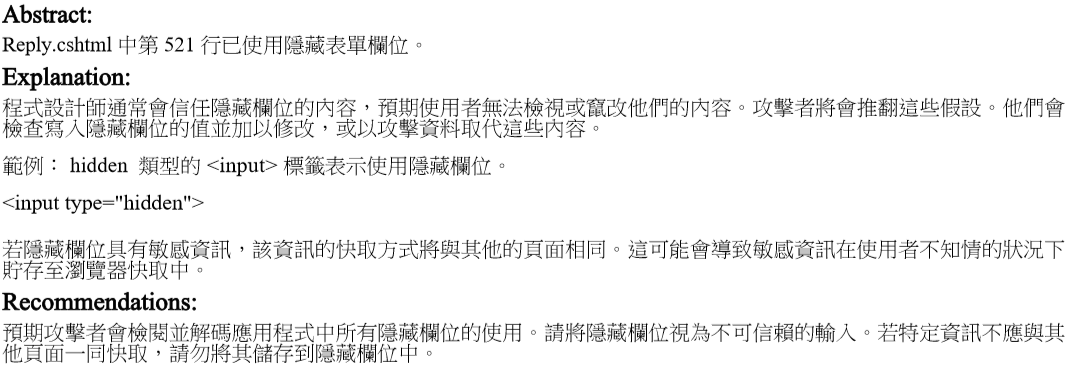 Abstract:
Reply.cshtml 中第 521 行已使用隱藏表單欄位。
Explanation:
程式設計師通常會信任隱藏欄位的內容，預期使用者無法檢視或竄改他們的內容。攻擊者將會推翻這些假設。他們會
檢查寫入隱藏欄位的值並加以修改，或以攻擊資料取代這些內容。
範例： hidden 類型的 <input> 標籤表示使用隱藏欄位。
<input type="hidden">
若隱藏欄位具有敏感資訊，該資訊的快取方式將與其他的頁面相同。這可能會導致敏感資訊在使用者不知情的狀況下
貯存至瀏覽器快取中。
Recommendations:
預期攻擊者會檢閱並解碼應用程式中所有隱藏欄位的使用。請將隱藏欄位視為不可信賴的輸入。若特定資訊不應與其
他頁面一同快取，請勿將其儲存到隱藏欄位中。